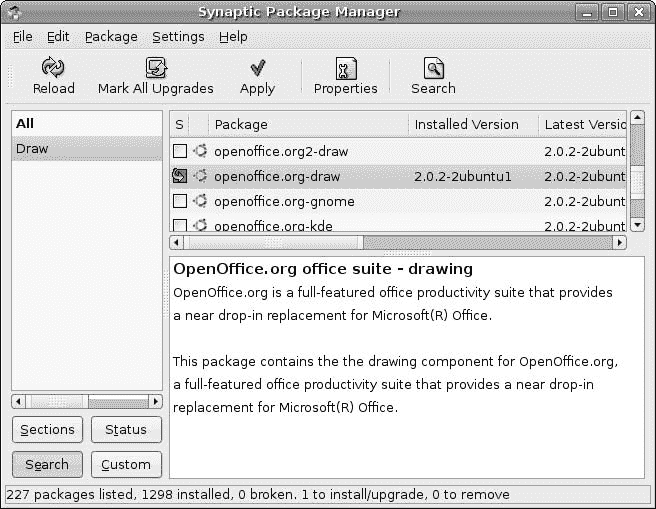 Synaptic Package Manager
File Edit Package Settings Help
Reload Mark All Upgrades Apply Properties Search
All
Draw
S Package Installed Version Latest Versio
openoffice.org2-draw 2.0.2-2ubunt
openoffice.org-draw 2.0.2-2ubuntu1 2.0.2-2ubunt
openoffice.org-gnome 2.0.2-2ubunt
openoffice.org-kde 2.0.2-2ubunt
OpenOffice.org office suite - drawing
OpenOffice.org is a full-featured office productivity suite that provides
a near drop-in replacement for Microsoft(R) Office.
This package contains the the drawing component for OpenOffice.org,
a full-featured office productivity suite that provides a near drop-in
replacement for Microsoft(R) Office.
Sections Status
Search Custom
227 packages listed, 1298 installed, 0 broken. 1 to install/upgrade, 0 to remove